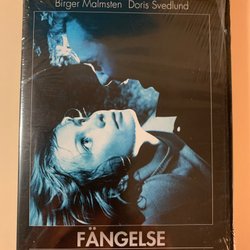 Birger Malmsten Doris Svedlund
FÄNGELSE